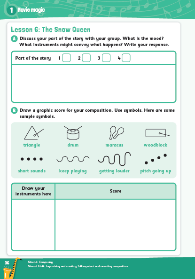 1 Movie magic
Lesson 6: The Snow Queen
A Discuss your part of the story with your group. What is the mood?
What instruments might convey what happens? Write your response.
Part of the story 1 2 3 4
B Draw a graphic score for your composition. Use symbols. Here are some
sample symbols.
triangle drum maracas woodblock
short sounds keep playing getting louder pitch going up
Draw your
instruments here
Score